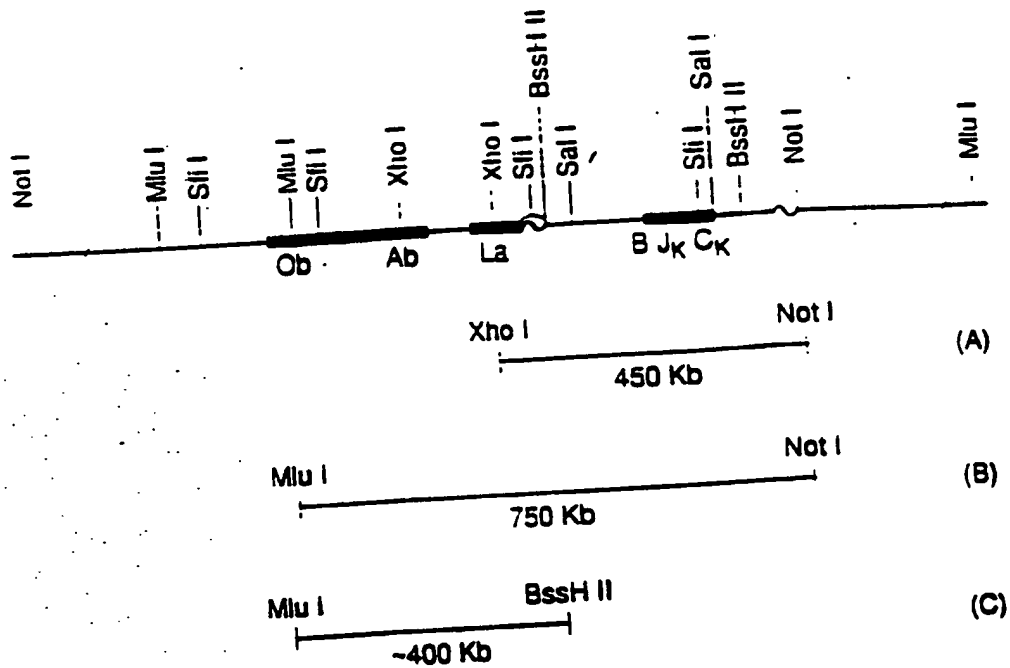 Not I
Mlu I
Sfi I
Mlu I
Sfi I
Xho I
Xho I
Sfi I
BssH II
Sal I
Sfi I
Sal I
BssH II
Not I
Mlu I
Ob
Ab
La
B JK CK
Xho I
Not I
450 Kb
(A)
Mlu I
Not I
750 Kb
(B)
Mlu I
BssH II
~400 Kb
(C)